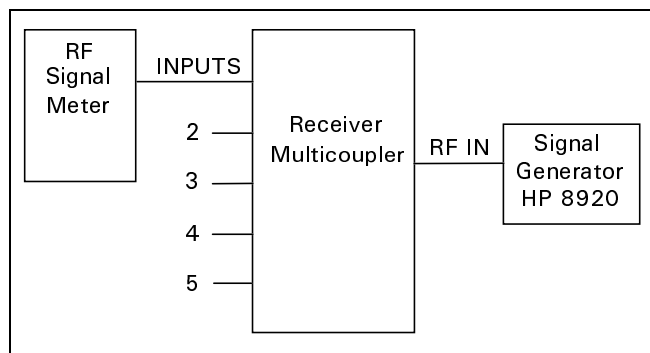 RF
Signal
Meter
INPUTS
2
3
4
5
Receiver
Multicoupler
RF IN
Signal
Generator
HP 8920